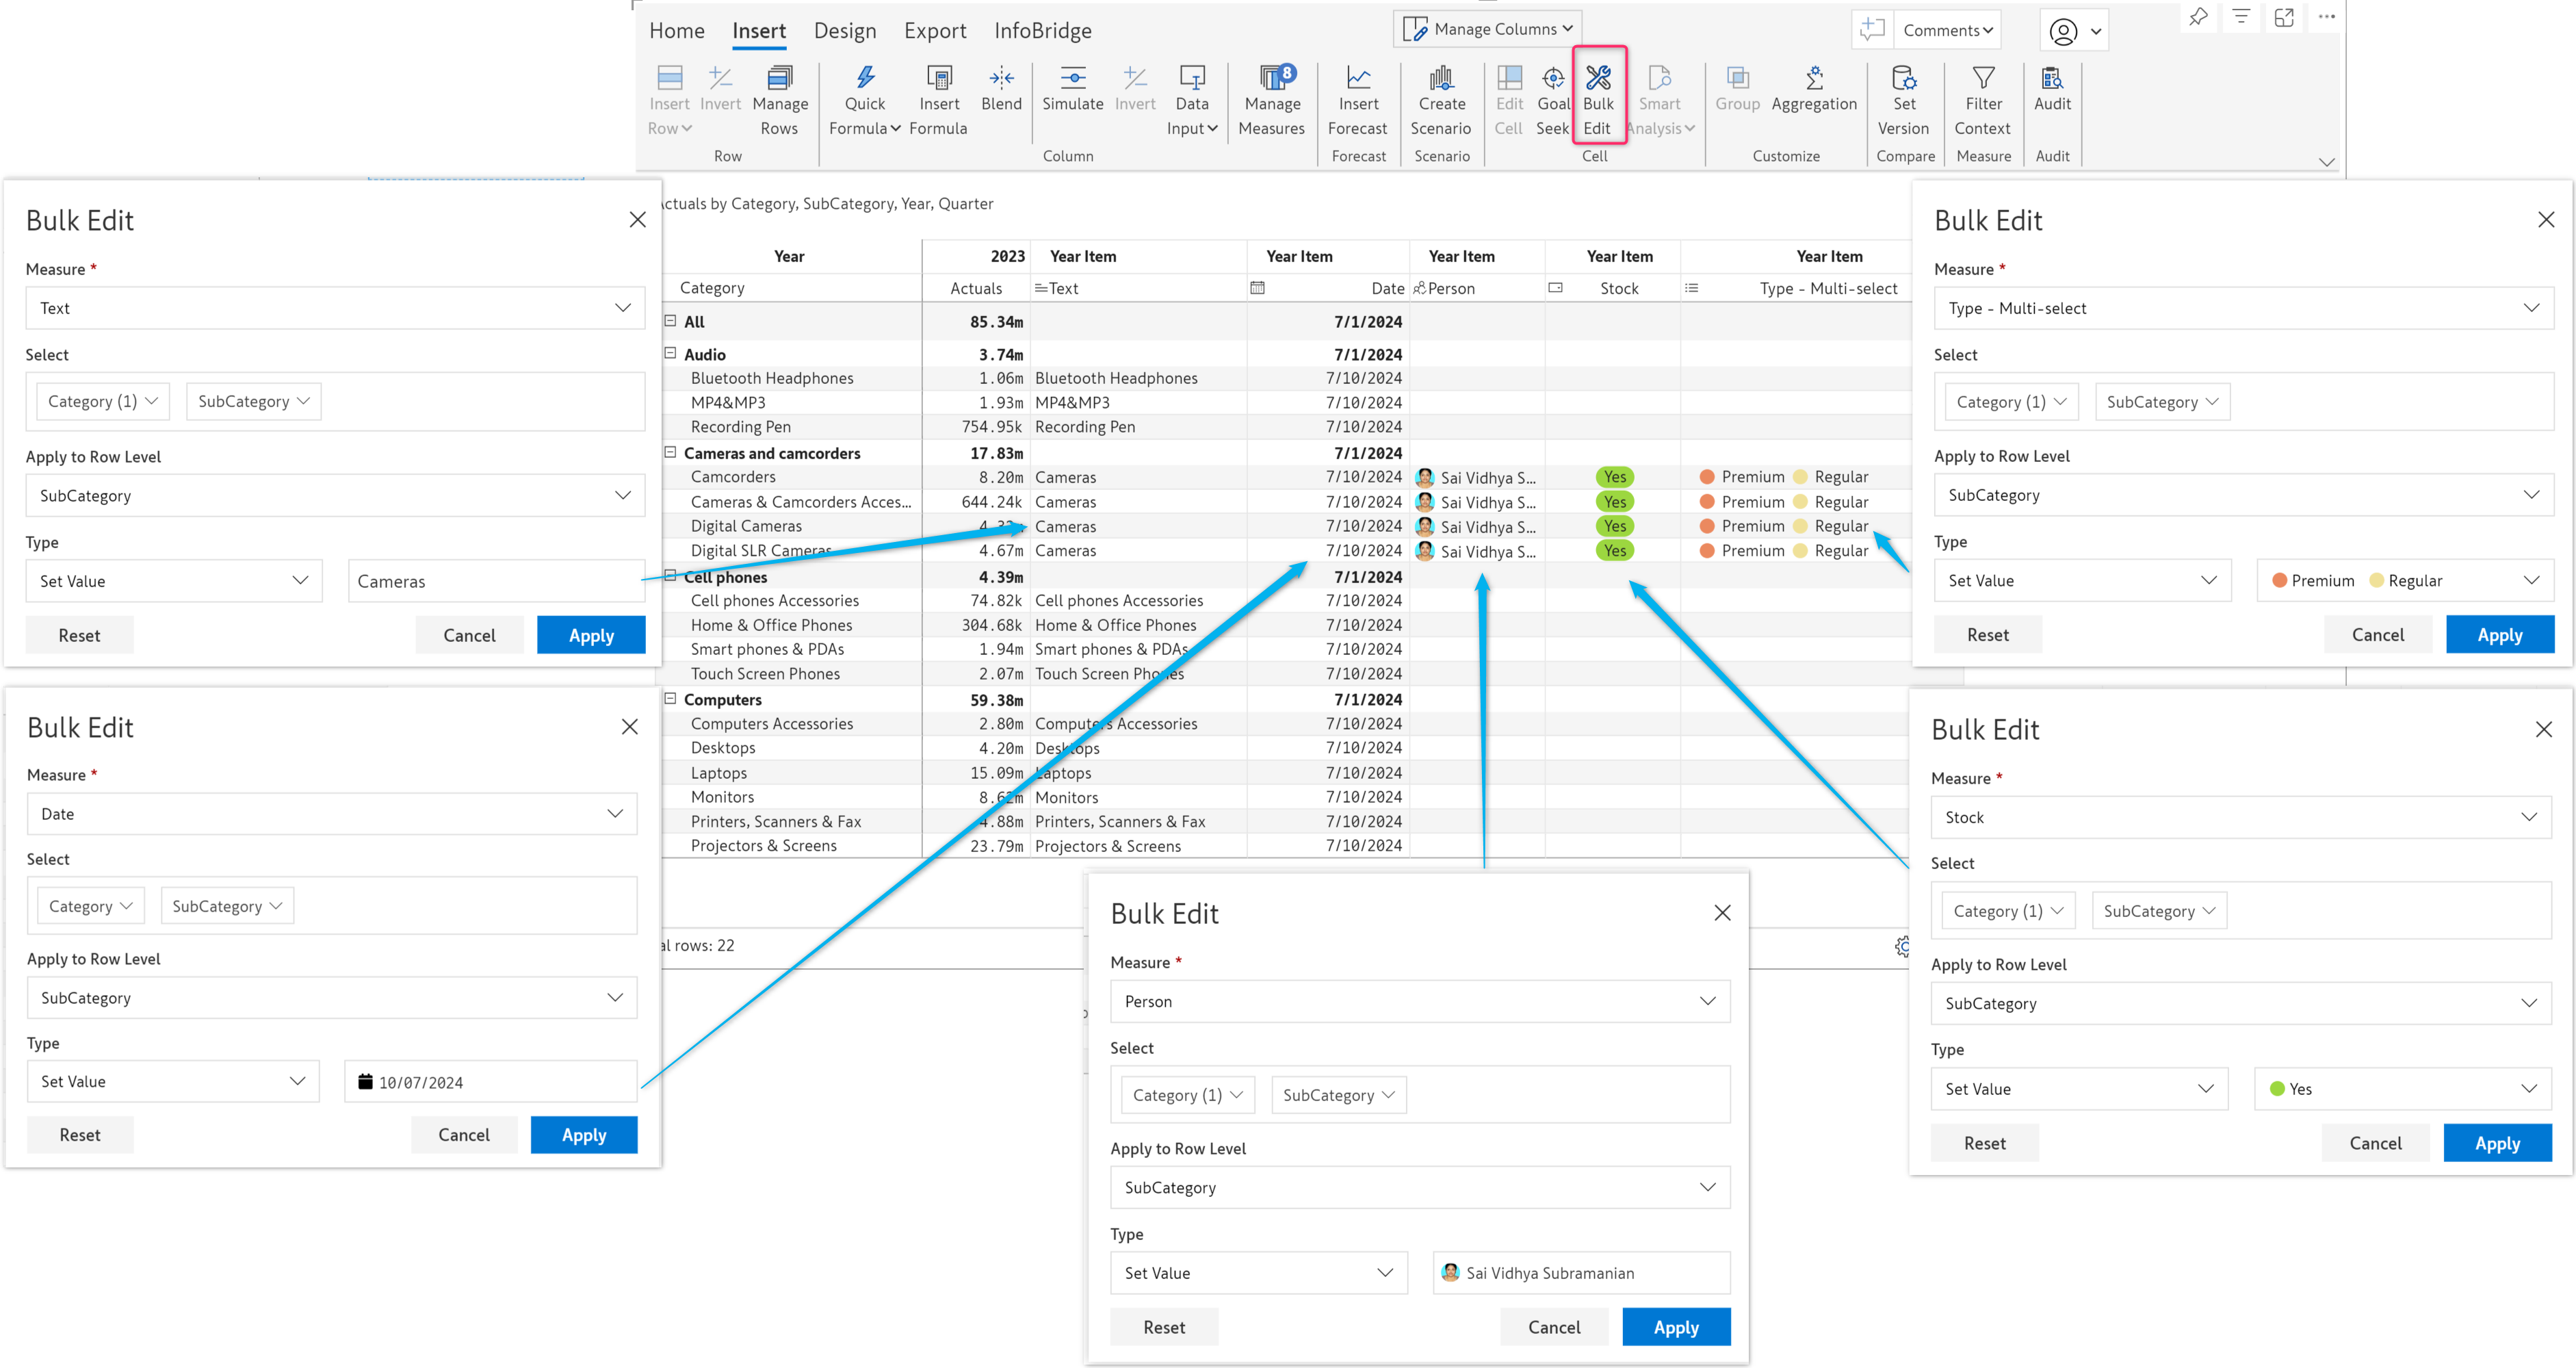 Home Insert Design Export InfoBridge Manage Columns Comments
Insert Row Invert Manage Rows Quick Formula Insert Formula Blend Simulate Invert Data Input Manage Measures 8 Insert Forecast Create Scenario Edit Cell Goal Seek Bulk Edit Smart Analysis Group Aggregation Set Version Filter Context Audit
Row Column Forecast Scenario Cell Customize Compare Measure Audit
Bulk Edit
Measure *
Text
Select
Category (1) SubCategory
Apply to Row Level
SubCategory
Type
Set Value Cameras
Reset Cancel Apply
Bulk Edit
Measure *
Date
Select
Category SubCategory
Apply to Row Level
SubCategory
Type
Set Value 10/07/2024
Reset Cancel Apply
ctuals by Category, SubCategory, Year, Quarter
Year 2023 Year Item Year Item Year Item Year Item Year Item
Category Actuals Text Date Person Stock Type - Multi-select
All 85.34m 7/1/2024
Audio 3.74m 7/1/2024
Bluetooth Headphones 1.06m Bluetooth Headphones 7/10/2024
MP4&MP3 1.93m MP4&MP3 7/10/2024
Recording Pen 754.95k Recording Pen 7/10/2024
Cameras and camcorders 17.83m 7/1/2024
Camcorders 8.20m Cameras 7/10/2024 Sai Vidhya S... Yes Premium Regular
Cameras & Camcorders Acces... 644.24k Cameras 7/10/2024 Sai Vidhya S... Yes Premium Regular
Digital Cameras Cameras 7/10/2024 Sai Vidhya S... Yes Premium Regular
Digital SLR Cameras 4.67m Cameras 7/10/2024 Sai Vidhya S... Yes Premium Regular
Cell phones 4.39m 7/1/2024
Cell phones Accessories 74.82k Cell phones Accessories 7/10/2024
Home & Office Phones 304.68k Home & Office Phones 7/10/2024
Smart phones & PDAs 1.94m Smart phones & PDAs 7/10/2024
Touch Screen Phones 2.07m Touch Screen Phones 7/10/2024
Computers 59.38m 7/1/2024
Computers Accessories 2.80m Computers Accessories 7/10/2024
Desktops 4.20m Desktops 7/10/2024
Laptops 15.09m Laptops 7/10/2024
Monitors 8.62m Monitors 7/10/2024
Printers, Scanners & Fax 4.88m Printers, Scanners & Fax 7/10/2024
Projectors & Screens 23.79m Projectors & Screens 7/10/2024
al rows: 22
Bulk Edit
Measure *
Person
Select
Category (1) SubCategory
Apply to Row Level
SubCategory
Type
Set Value Sai Vidhya Subramanian
Reset Cancel Apply
Bulk Edit
Measure *
Type - Multi-select
Select
Category (1) SubCategory
Apply to Row Level
SubCategory
Type
Set Value Premium Regular
Reset Cancel Apply
Bulk Edit
Measure *
Stock
Select
Category (1) SubCategory
Apply to Row Level
SubCategory
Type
Set Value Yes
Reset Cancel Apply